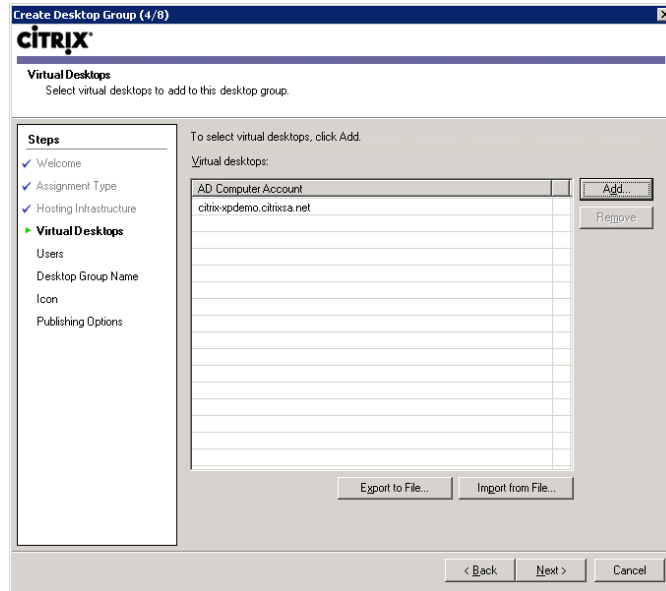 Create Desktop Group (4/8)
CITRIX
Virtual Desktops
Select virtual desktops to add to this desktop group.
Steps
Welcome
Assignment Type
Hosting Infrastructure
Virtual Desktops
Users
Desktop Group Name
Icon
Publishing Options
To select virtual desktops, click Add.
Virtual desktops:
AD Computer Account
citrix-xpdemo.citrixsa.net
Add...
Remove
Export to File...
Import from File...
< Back
Next >
Cancel